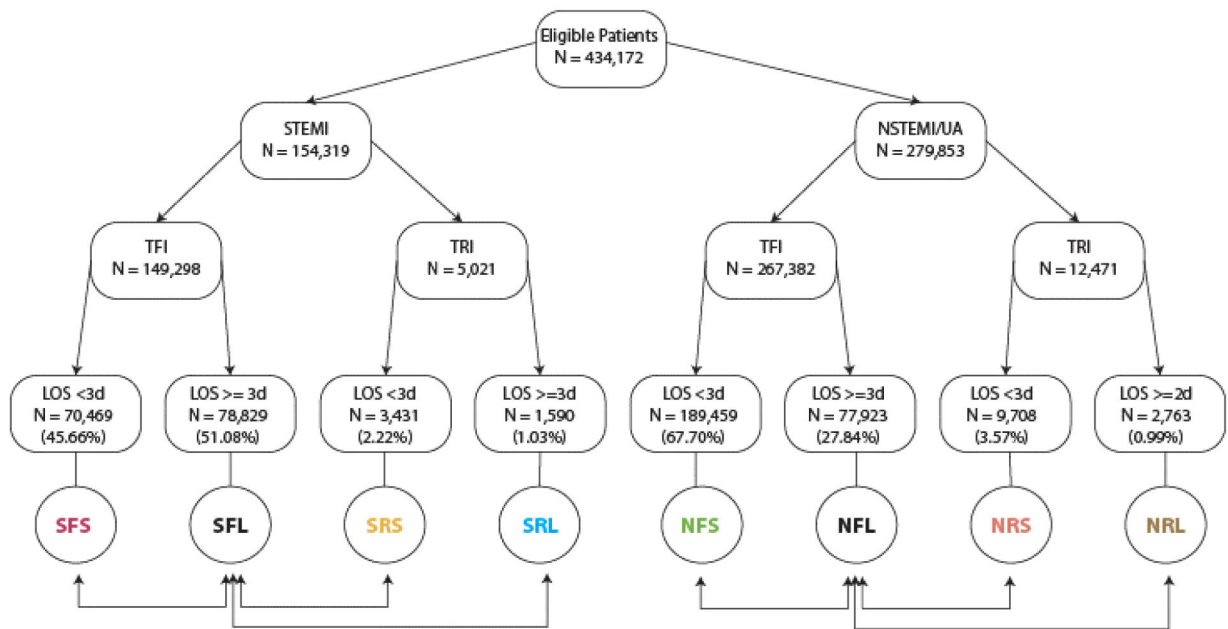 Eligible Patients
N = 434,172
STEMI
N = 154,319
NSTEMI/UA
N = 279,853
TFI
N = 149,298
TRI
N = 5,021
TFI
N = 267,382
TRI
N = 12,471
LOS <3d
N = 70,469
(45.66%)
LOS >= 3d
N = 78,829
(51.08%)
LOS <3d
N = 3,431
(2.22%)
LOS >=3d
N = 1,590
(1.03%)
LOS <3d
N = 189,459
(67.70%)
LOS >=3d
N = 77,923
(27.84%)
LOS <3d
N = 9,708
(3.57%)
LOS >=2d
N = 2,763
(0.99%)
SFS
SFL
SRS
SRL
NFS
NFL
NRS
NRL